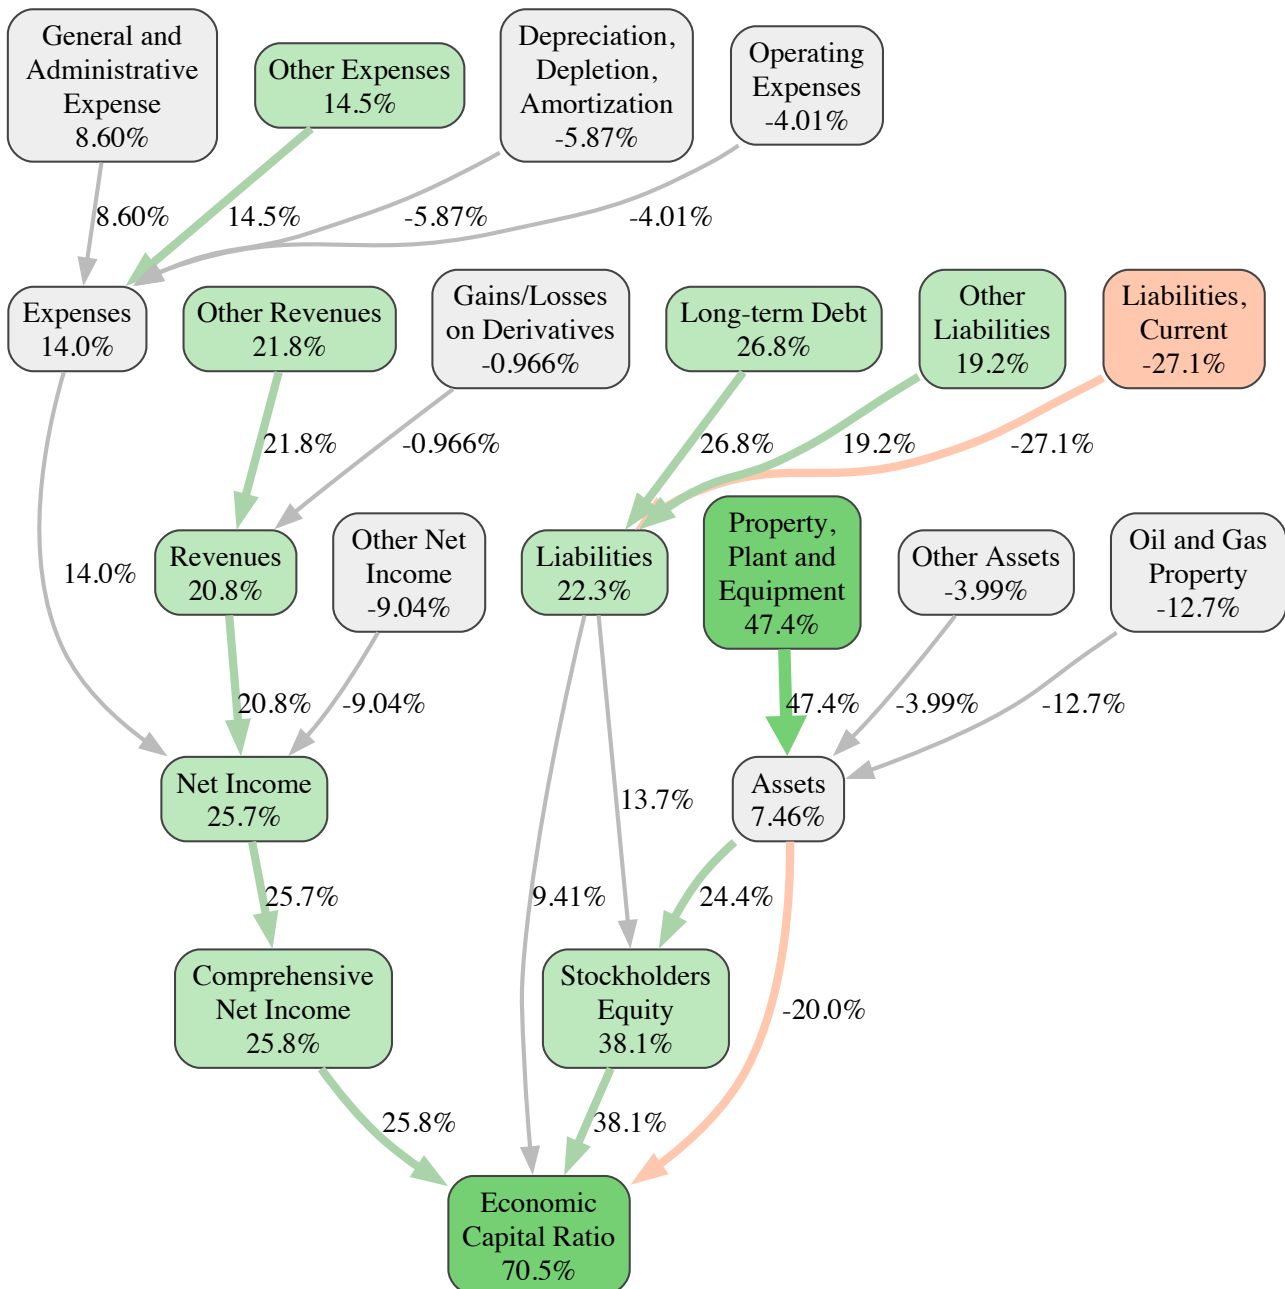 General and
Administrative
Expense
8.60%
Other Expenses
14.5%
Depreciation,
Depletion,
Amortization
-5.87%
Operating
Expenses
-4.01%
8.60%
14.5%
-5.87%
-4.01%
Expenses
14.0%
Other Revenues
21.8%
Gains/Losses
on Derivatives
-0.966%
Long-term Debt
26.8%
Other
Liabilities
19.2%
Liabilities,
Current
-27.1%
21.8%
-0.966%
26.8%
19.2%
-27.1%
14.0%
Revenues
20.8%
Other Net
Income
-9.04%
Liabilities
22.3%
Property,
Plant and
Equipment
47.4%
Other Assets
-3.99%
Oil and Gas
Property
-12.7%
20.8%
-9.04%
47.4%
-3.99%
-12.7%
Net Income
25.7%
13.7%
Assets
7.46%
25.7%
9.41%
24.4%
Comprehensive
Net Income
25.8%
Stockholders
Equity
38.1%
-20.0%
25.8%
38.1%
Economic
Capital Ratio
70.5%